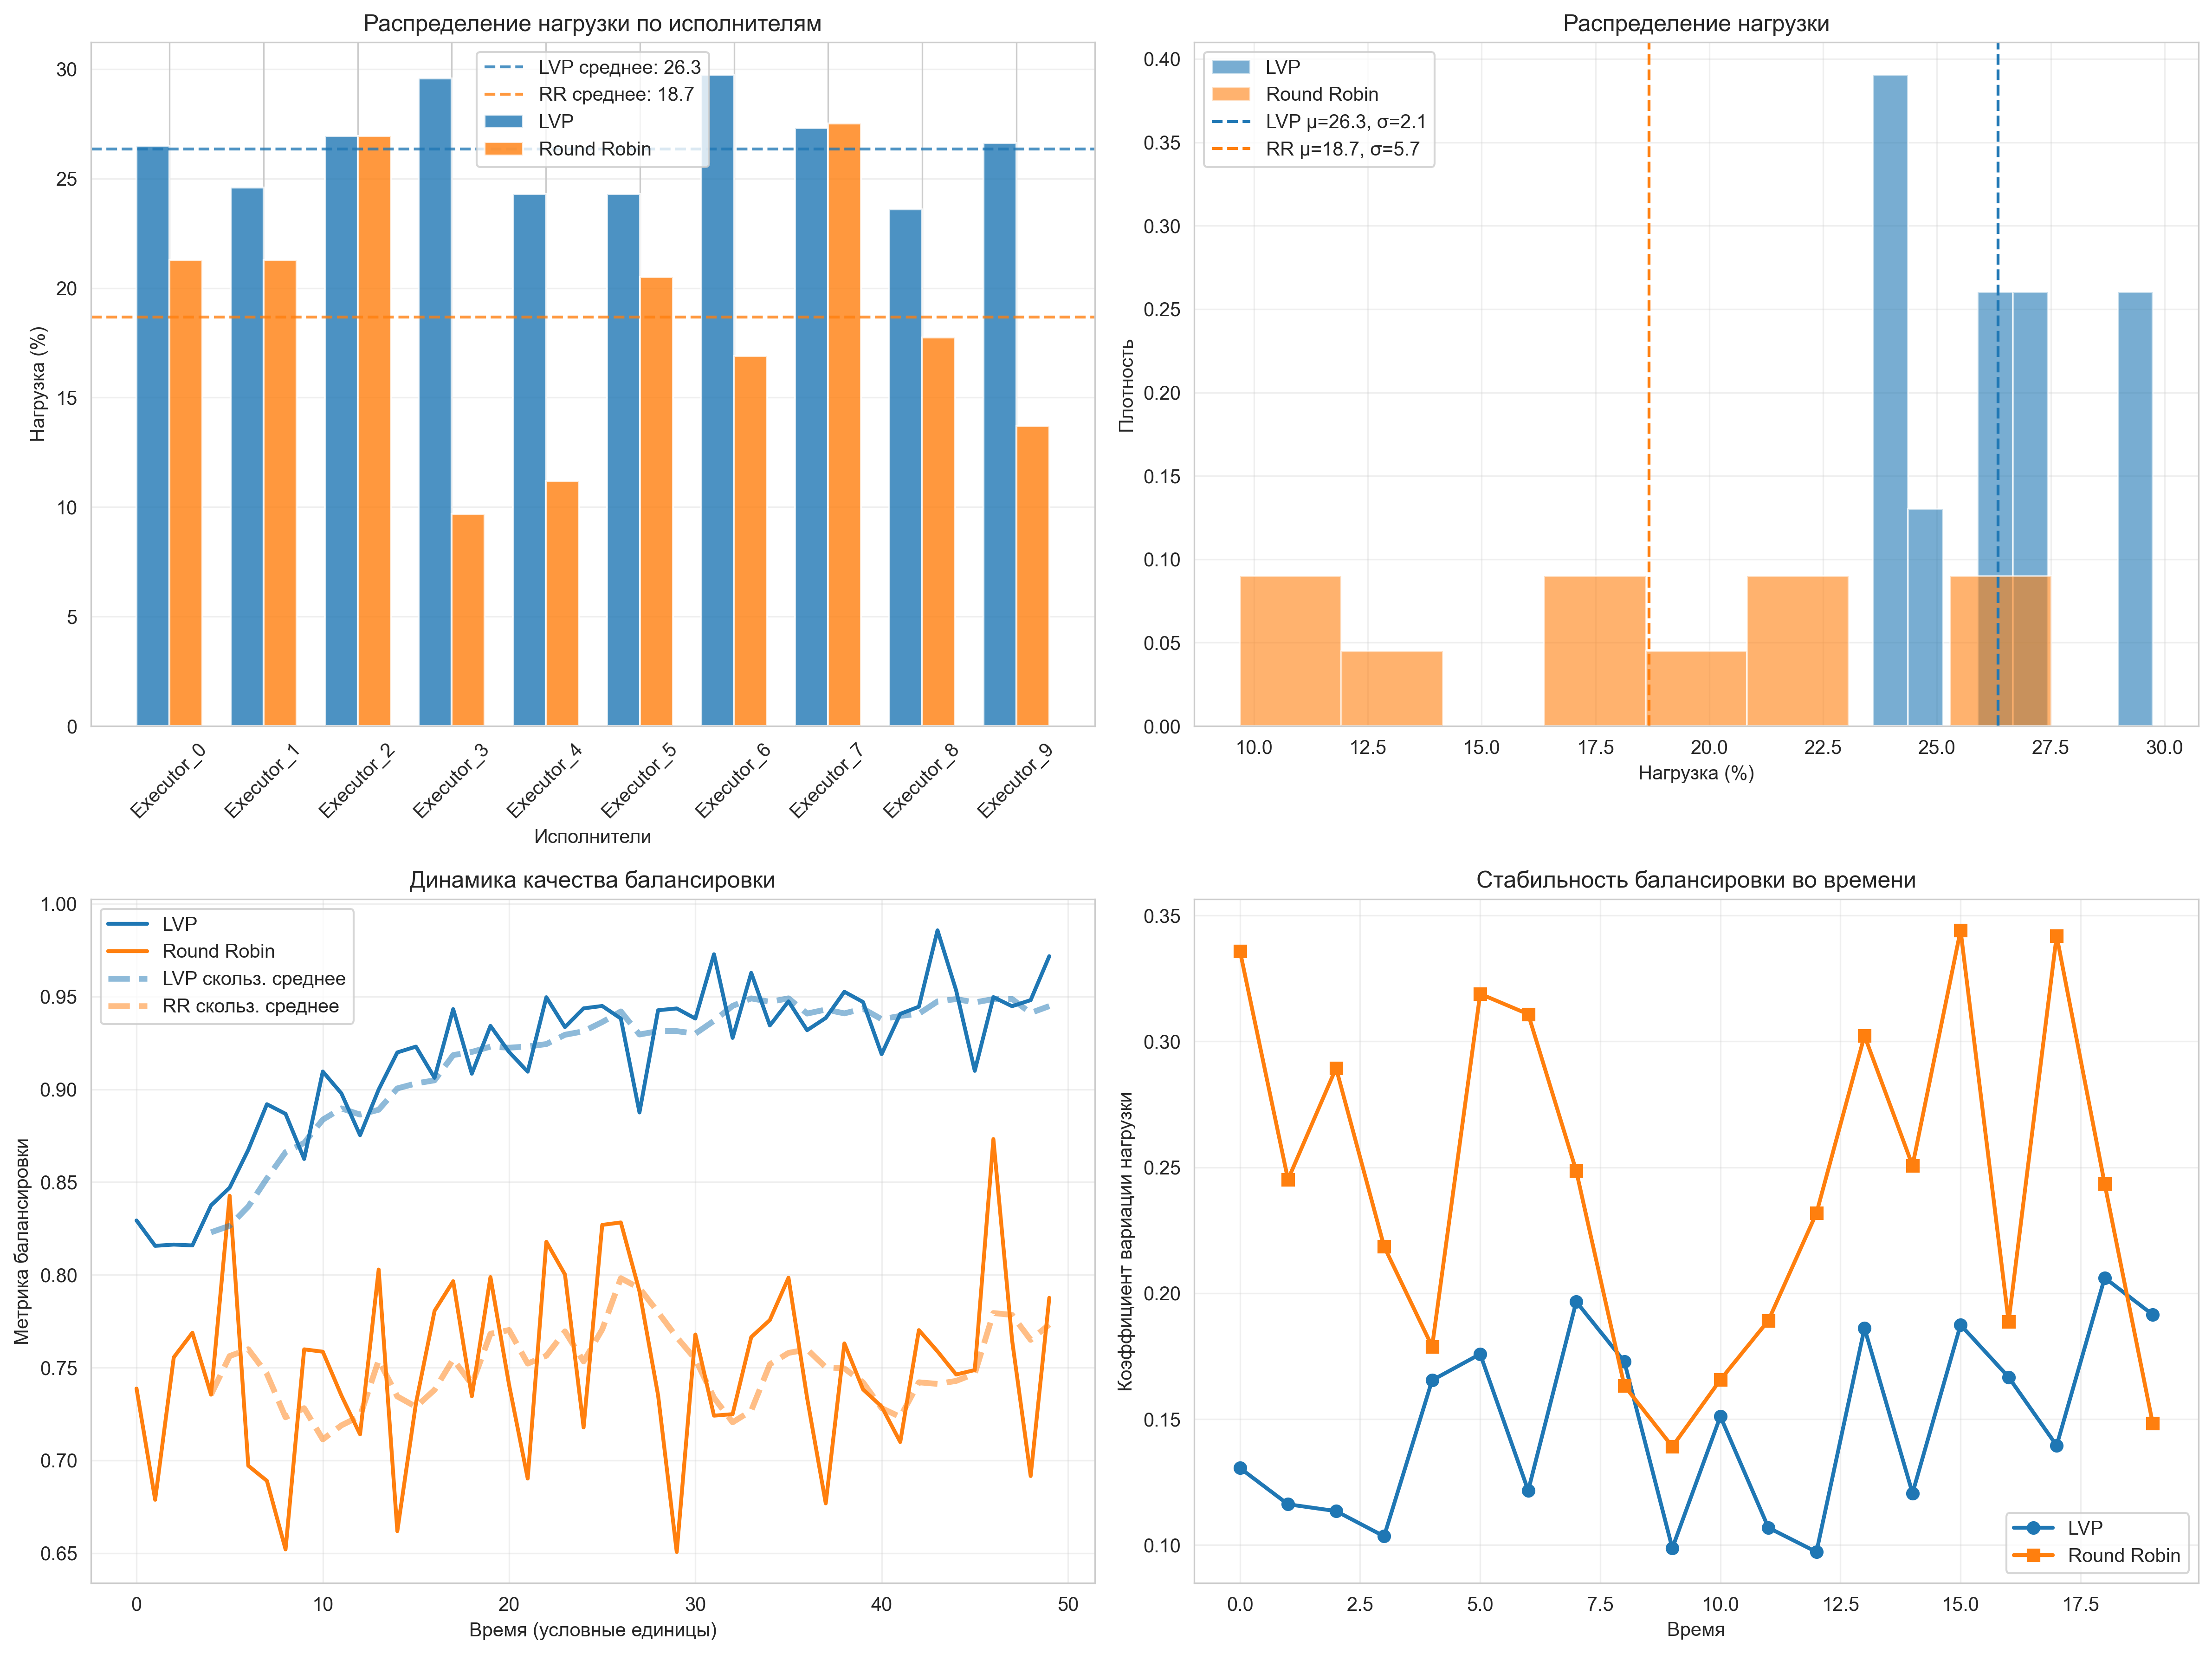 Распределение нагрузки по исполнителям
LVP среднее: 26.3
RR среднее: 18.7
LVP
Round Robin
Нагрузка (%)
30
25
20
15
10
5
0
Executor_0
Executor_1
Executor_2
Executor_3
Executor_4
Executor_5
Executor_6
Executor_7
Executor_8
Executor_9
Исполнители
Распределение нагрузки
LVP
Round Robin
LVP μ=26.3, σ=2.1
RR μ=18.7, σ=5.7
Плотность
0.40
0.35
0.30
0.25
0.20
0.15
0.10
0.05
0.00
10.0 12.5 15.0 17.5 20.0 22.5 25.0 27.5 30.0
Нагрузка (%)
Динамика качества балансировки
LVP
Round Robin
LVP скольз. среднее
RR скольз. среднее
Метрика балансировки
1.00
0.95
0.90
0.85
0.80
0.75
0.70
0.65
0 10 20 30 40 50
Время (условные единицы)
Стабильность балансировки во времени
Коэффициент вариации нагрузки
0.35
0.30
0.25
0.20
0.15
0.10
LVP
Round Robin
0.0 2.5 5.0 7.5 10.0 12.5 15.0 17.5
Время